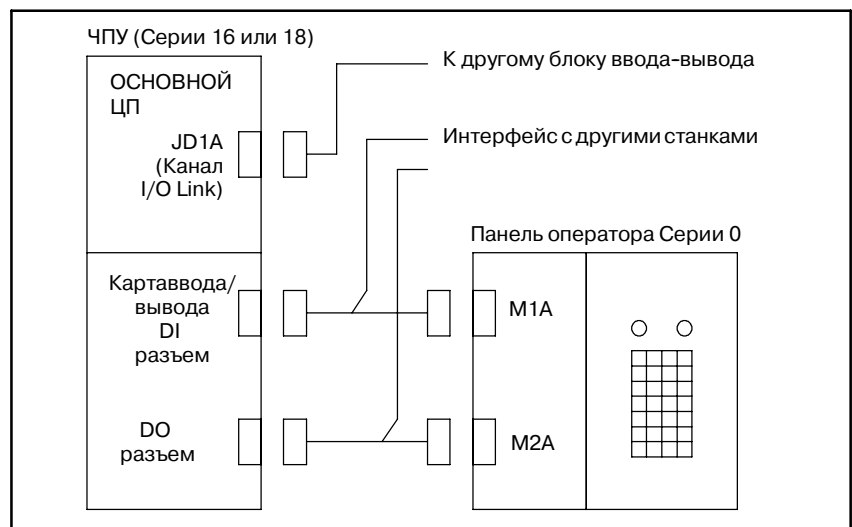 ЧПУ (Серии 16 или 18)
К другому блоку ввода-вывода
ОСНОВНОЙ
ЦП
JD1A
(Канал
I/O Link)
Интерфейс с другими станками
Панель оператора Серии 0
Картаввода/
вывода
DI
разъем
M1A
DO
разъем
M2A